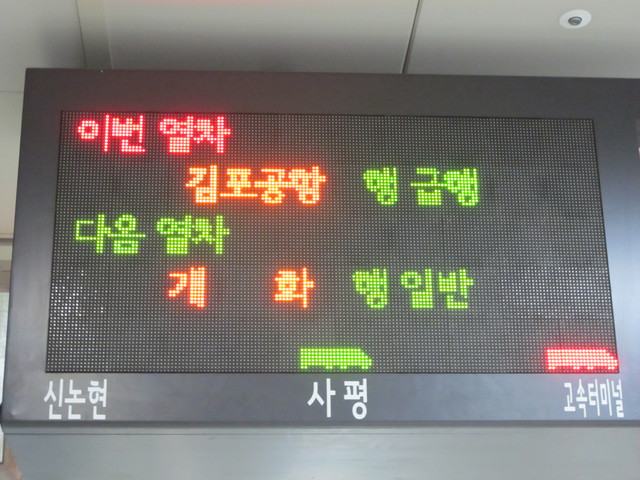 이번 열차
김포공항 행 급행
다음 열차
개 화 행 일반
신논현 사평 고속터미널